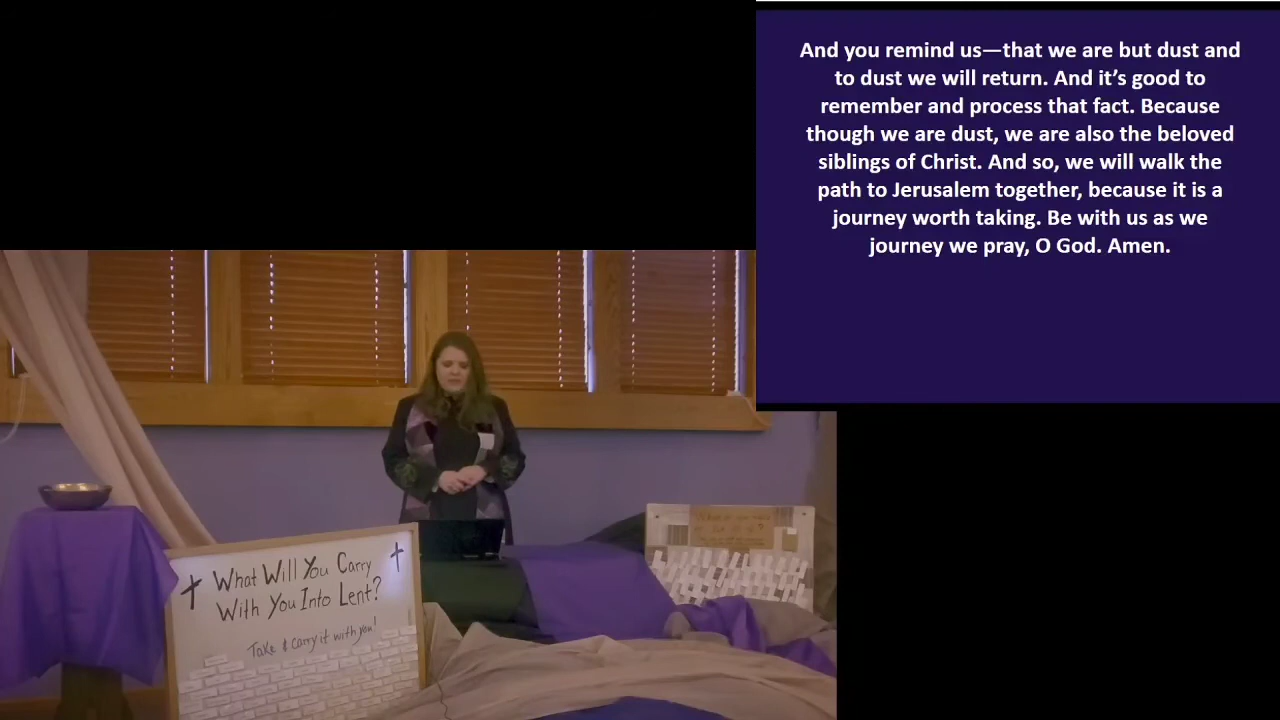 And you remind us—that we are but dust and
to dust we will return. And it's good to
remember and process that fact. Because
though we are dust, we are also the beloved
siblings of Christ. And so, we will walk the
path to Jerusalem together, because it is a
journey worth taking. Be with us as we
journey we pray, O God. Amen.
What Will You Carry
With You Into Lent?
Take & carry it with you!